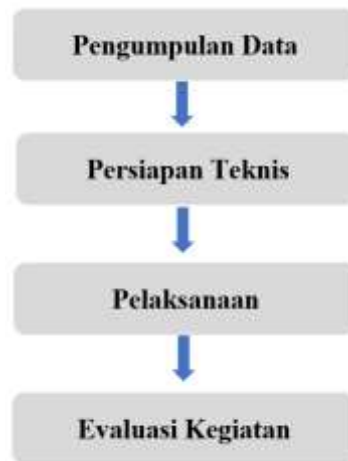 Pengumpulan Data
Persiapan Teknis
Pelaksanaan
Evaluasi Kegiatan